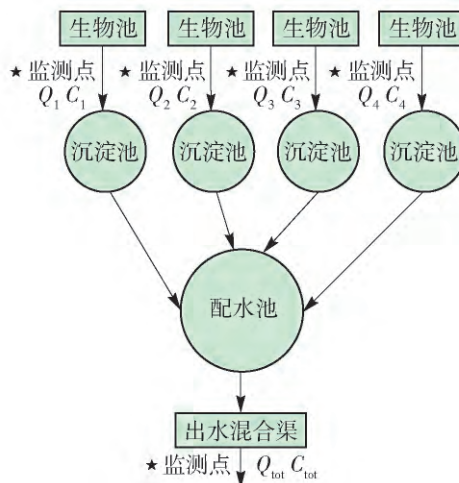 生物池 生物池 生物池 生物池
★监测点 ★监测点 ★监测点 ★监测点
Q₁ C₁ Q₂ C₂ Q₃ C₃ Q₄ C₄
沉淀池 沉淀池 沉淀池 沉淀池
配水池
出水混合渠
★监测点 Qtot Ctot